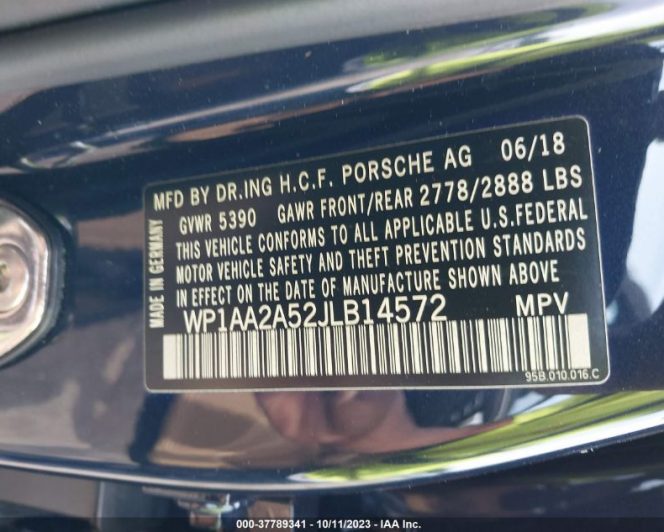 MFD BY DR.ING H.C.F. PORSCHE AG 06/18
GVWR 5390 GAWR FRONT/REAR 2778/2888 LBS
THIS VEHICLE CONFORMS TO ALL APPLICABLE U.S.FEDERAL
MOTOR VEHICLE SAFETY AND THEFT PREVENTION STANDARDS
IN EFFECT ON THE DATE OF MANUFACTURE SHOWN ABOVE
WP1AA2A52JLB14572 MPV
95B.010.016.C
MADE IN GERMANY
000-37789341 - 10/11/2023 - IAA Inc.